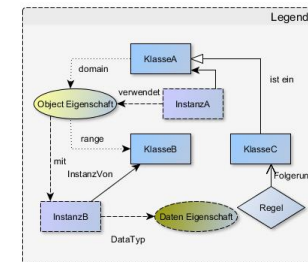 Legend
KlasseA
domain
ist ein
verwendet
Object Eigenschaft
InstanzA
range
KlasseB
KlasseC
mit
InstanzVon
Folgerun
Regel
InstanzB
Daten Eigenschaft
DataTyp